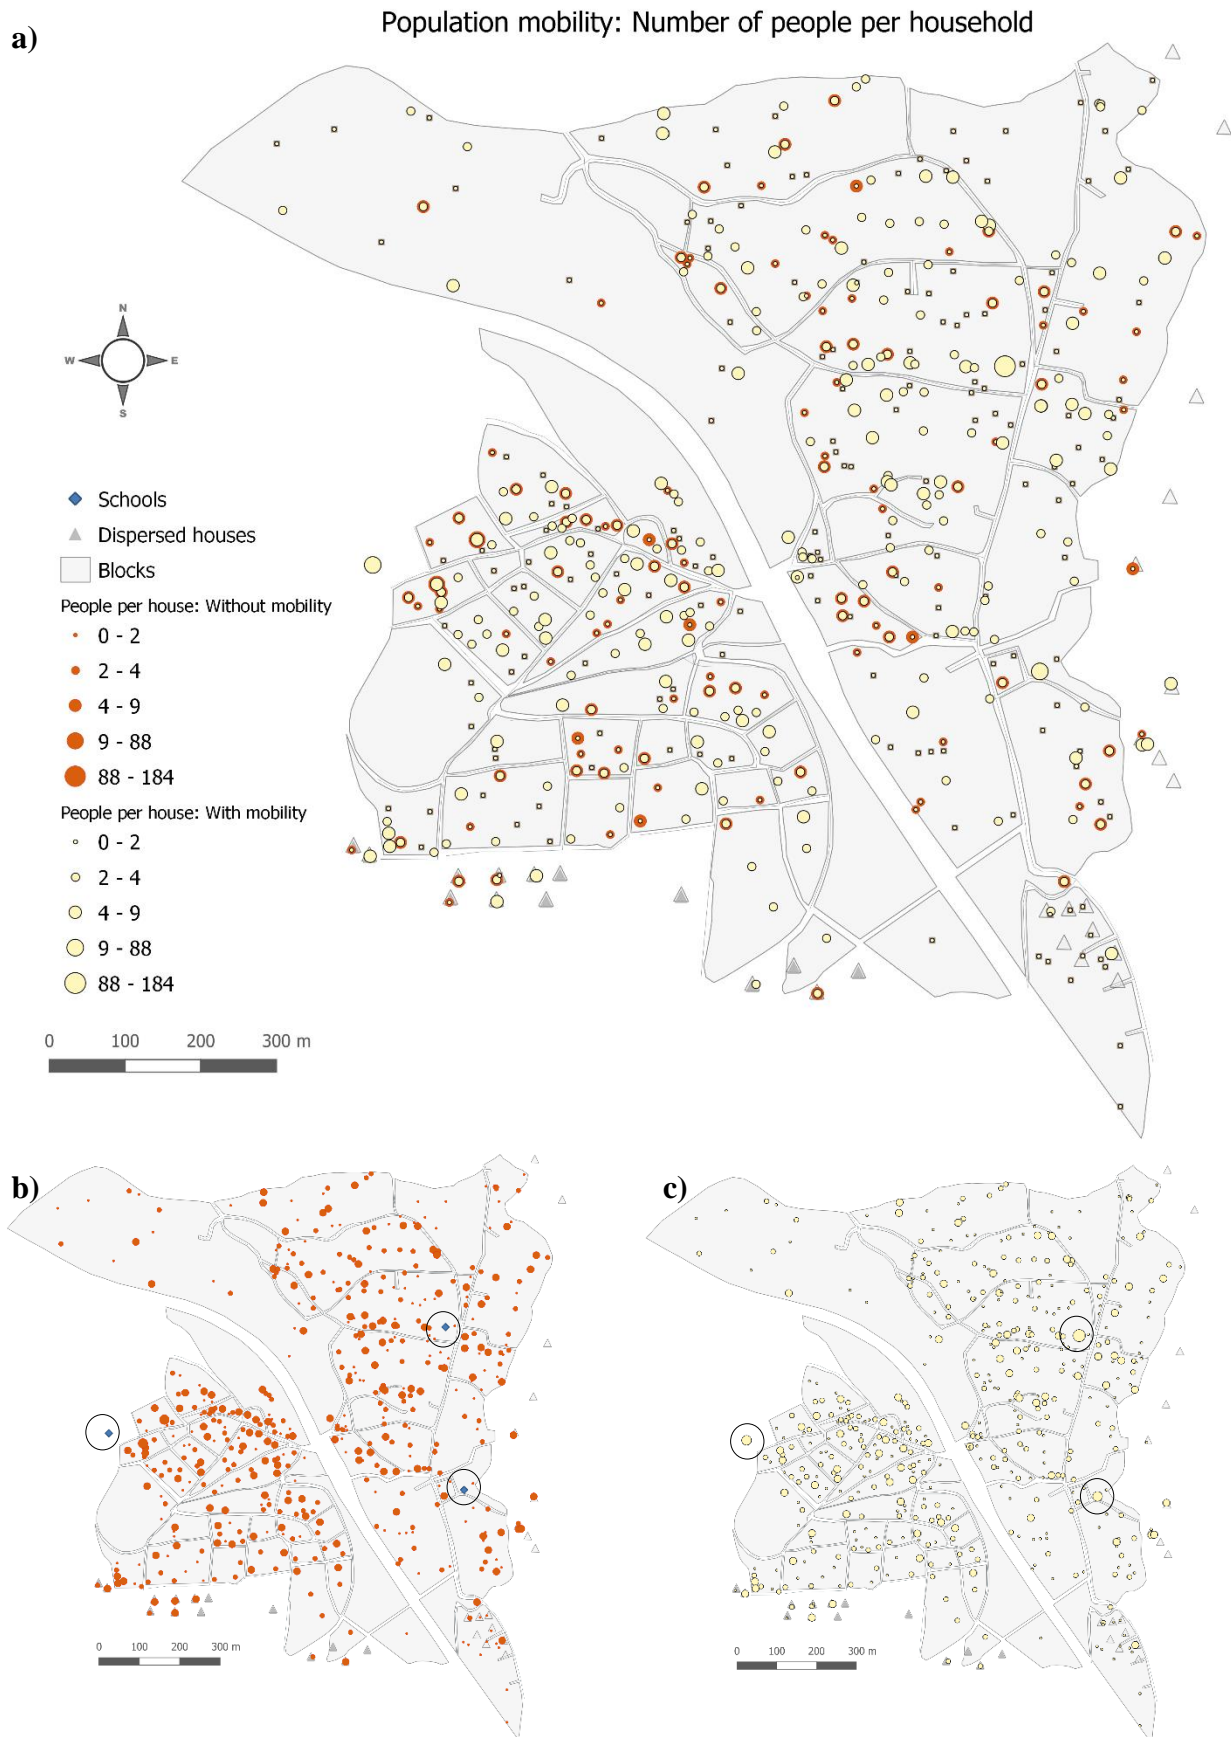 Population mobility: Number of people per household
a)
N
W
E
S
Schools
Dispersed houses
Blocks
People per house: Without mobility
0 - 2
2 - 4
4 - 9
9 - 88
88 - 184
People per house: With mobility
0 - 2
2 - 4
4 - 9
9 - 88
88 - 184
0 100 200 300 m
b)
c)
0 100 200 300 m
0 100 200 300 m